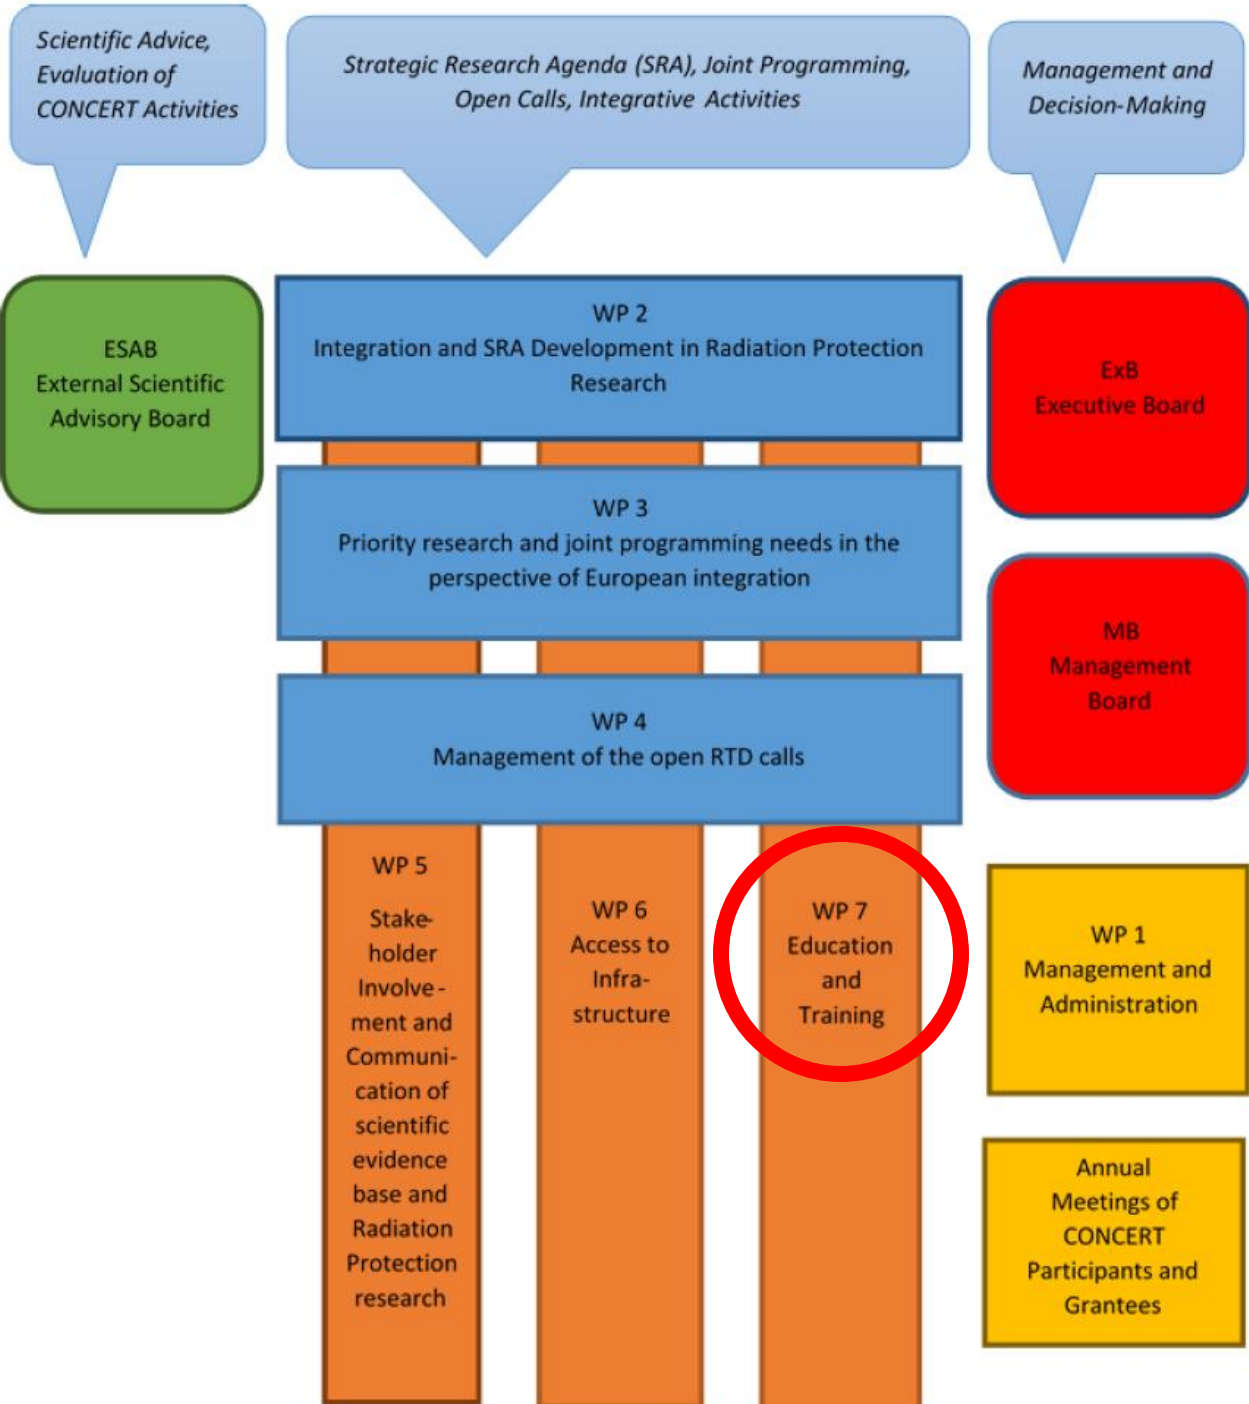 Scientific Advice,
Evaluation of
CONCERT Activities
Strategic Research Agenda (SRA), Joint Programming,
Open Calls, Integrative Activities
Management and
Decision-Making
ESAB
External Scientific
Advisory Board
WP 2
Integration and SRA Development in Radiation Protection
Research
ExB
Executive Board
WP 3
Priority research and joint programming needs in the
perspective of European integration
MB
Management
Board
WP 4
Management of the open RTD calls
WP 5
Stake-
holder
Involve-
ment and
Communi-
cation of
scientific
evidence
base and
Radiation
Protection
research
WP 6
Access to
Infra-
structure
WP 7
Education
and
Training
WP 1
Management and
Administration
Annual
Meetings of
CONCERT
Participants and
Grantees